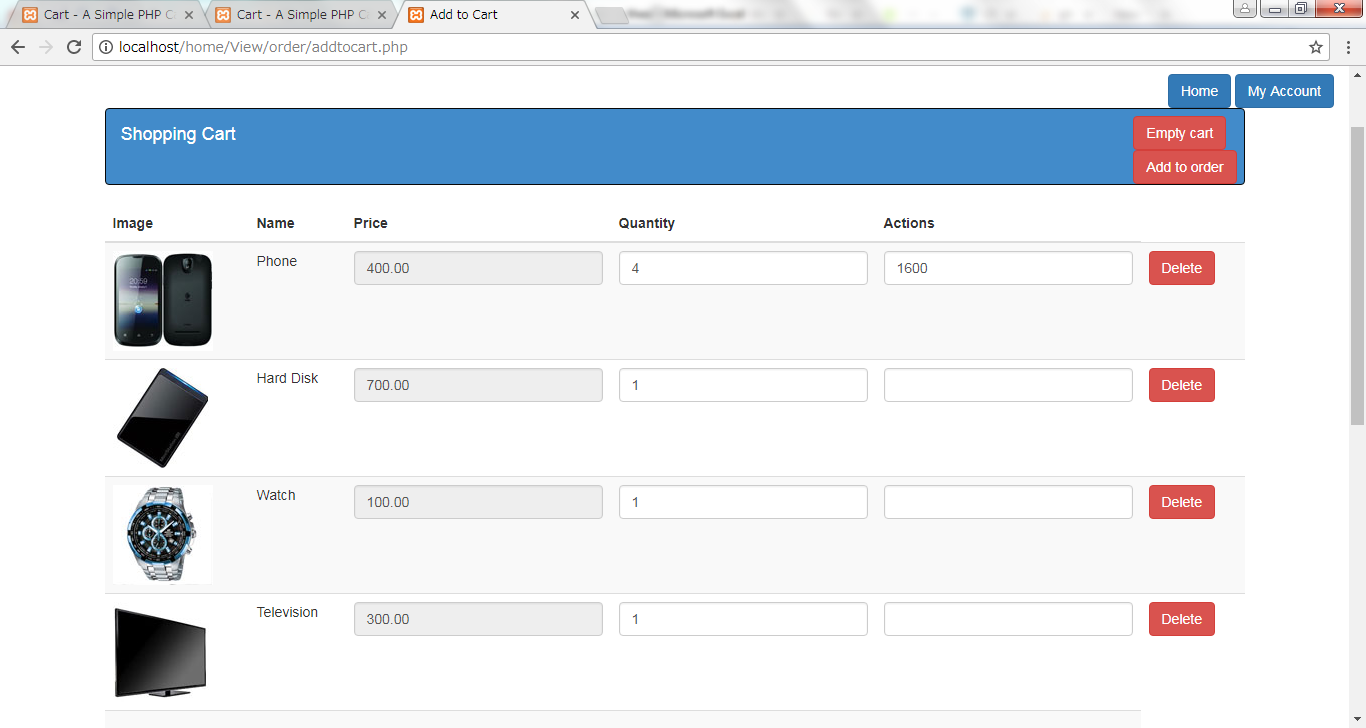 Cart - A Simple PHP C
Cart - A Simple PHP C
Add to Cart
localhost/home/View/order/addtocart.php
Home
My Account
Shopping Cart
Empty cart
Add to order
Image Name Price Quantity Actions
Phone 400.00 4 1600 Delete
20:59
Hard Disk 700.00 1 Delete
Watch 100.00 1 Delete
Television 300.00 1 Delete